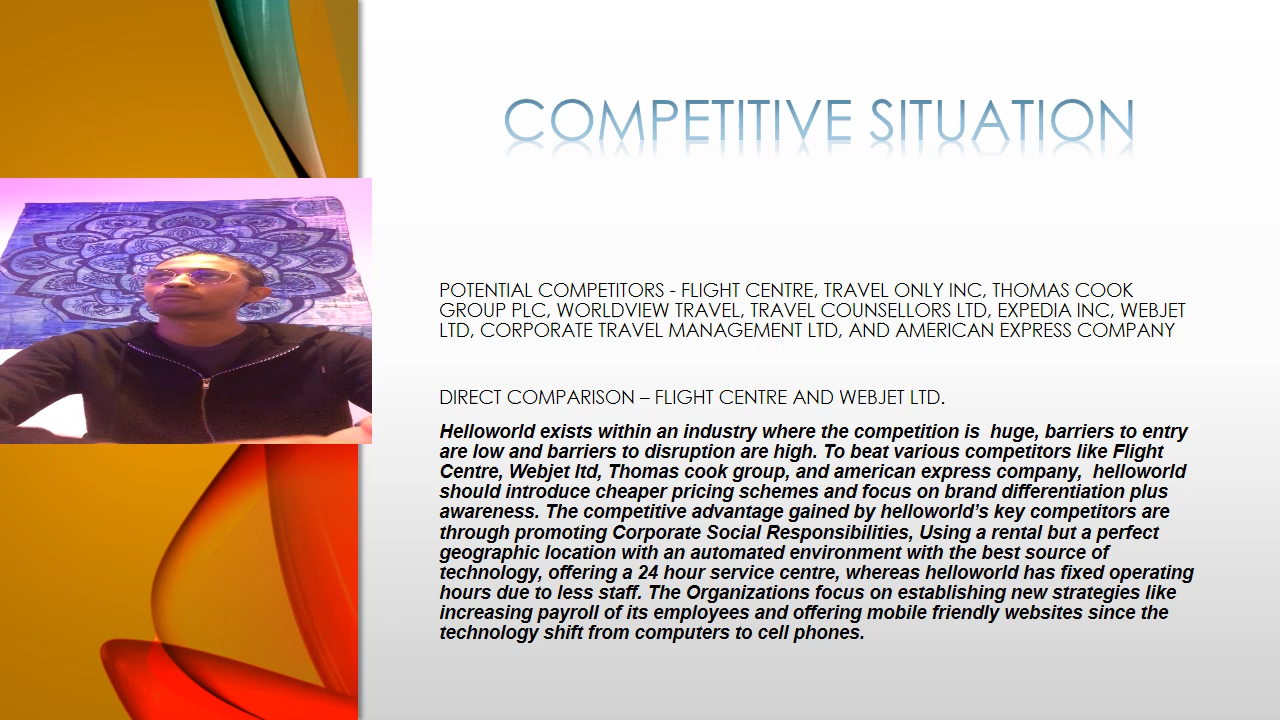 COMPETITIVE SITUATION
POTENTIAL COMPETITORS - FLIGHT CENTRE, TRAVEL ONLY INC, THOMAS COOK
GROUP PLC, WORLDVIEW TRAVEL, TRAVEL COUNSELLORS LTD, EXPEDIA INC, WEBJET
LTD, CORPORATE TRAVEL MANAGEMENT LTD, AND AMERICAN EXPRESS COMPANY
DIRECT COMPARISON – FLIGHT CENTRE AND WEBJET LTD.
Helloworld exists within an industry where the competition is  huge, barriers to entry
are low and barriers to disruption are high. To beat various competitors like Flight
Centre, Webjet ltd, Thomas cook group, and american express company,  helloworld
should introduce cheaper pricing schemes and focus on brand differentiation plus
awareness. The competitive advantage gained by helloworld’s key competitors are
through promoting Corporate Social Responsibilities, Using a rental but a perfect
geographic location with an automated environment with the best source of
technology, offering a 24 hour service centre, whereas helloworld has fixed operating
hours due to less staff. The Organizations focus on establishing new strategies like
increasing payroll of its employees and offering mobile friendly websites since the
technology shift from computers to cell phones.